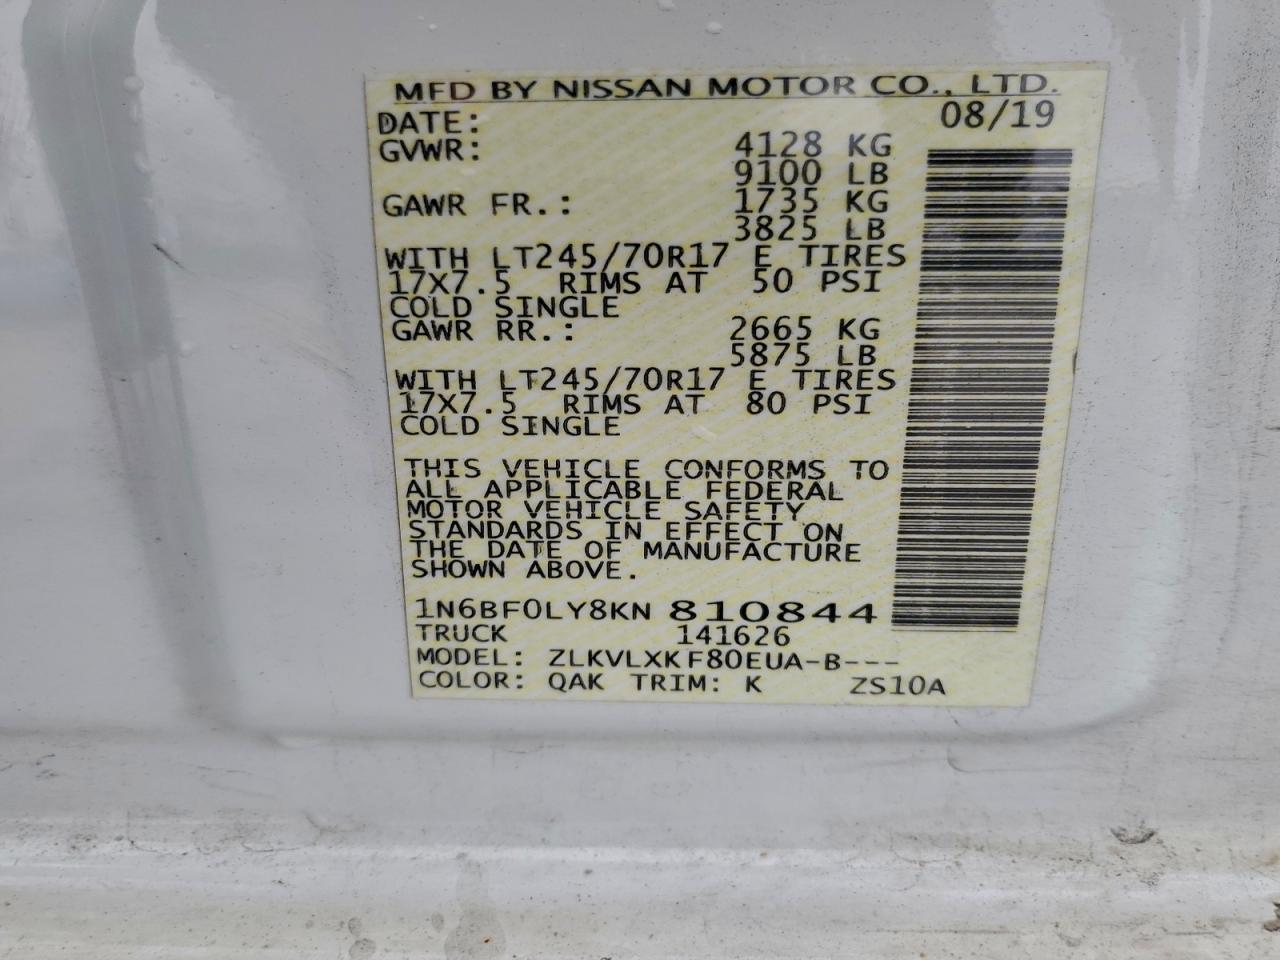 MFD BY NISSAN MOTOR CO., LTD.
DATE: 08/19
GVWR: 4128 KG
9100 LB
GAWR FR.: 1735 KG
3825 LB
WITH LT245/70R17 E TIRES
17X7.5 RIMS AT 50 PSI
COLD SINGLE
GAWR RR.: 2665 KG
5875 LB
WITH LT245/70R17 E TIRES
17X7.5 RIMS AT 80 PSI
COLD SINGLE
THIS VEHICLE CONFORMS TO
ALL APPLICABLE FEDERAL
MOTOR VEHICLE SAFETY
STANDARDS IN EFFECT ON
THE DATE OF MANUFACTURE
SHOWN ABOVE.
1N6BF0LY8KN 810844
TRUCK 141626
MODEL: ZLKVLXKF80EUA-B---
COLOR: QAK TRIM: K ZS10A